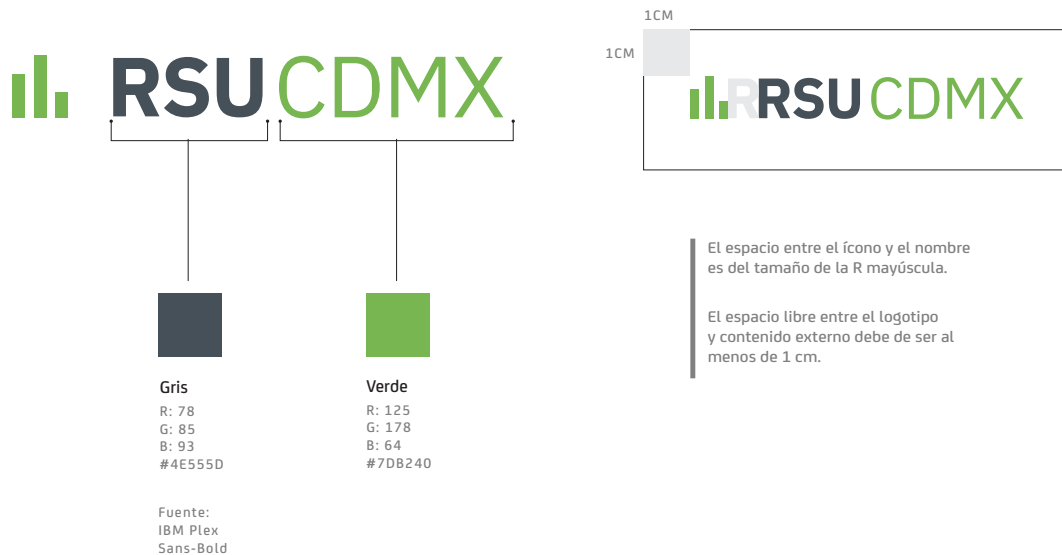 RSU CDMX
Gris
R: 78
G: 85
B: 93
#4E555D
Fuente:
IBM Plex
Sans-Bold
Verde
R: 125
G: 178
B: 64
#7DB240
1CM
1CM
RRSU CDMX
El espacio entre el ícono y el nombre
es del tamaño de la R mayúscula.
El espacio libre entre el logotipo
y contenido externo debe de ser al
menos de 1 cm.